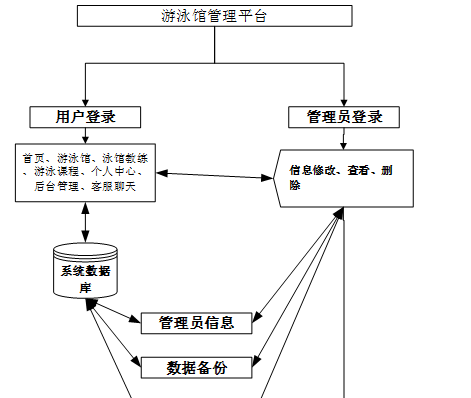 游泳馆管理平台
用户登录
管理员登录
首页、游泳馆、泳馆教练
、游泳课程、个人中心、
后台管理、客服聊天
信息修改、查看、删
除
系统数据
库
管理员信息
数据备份